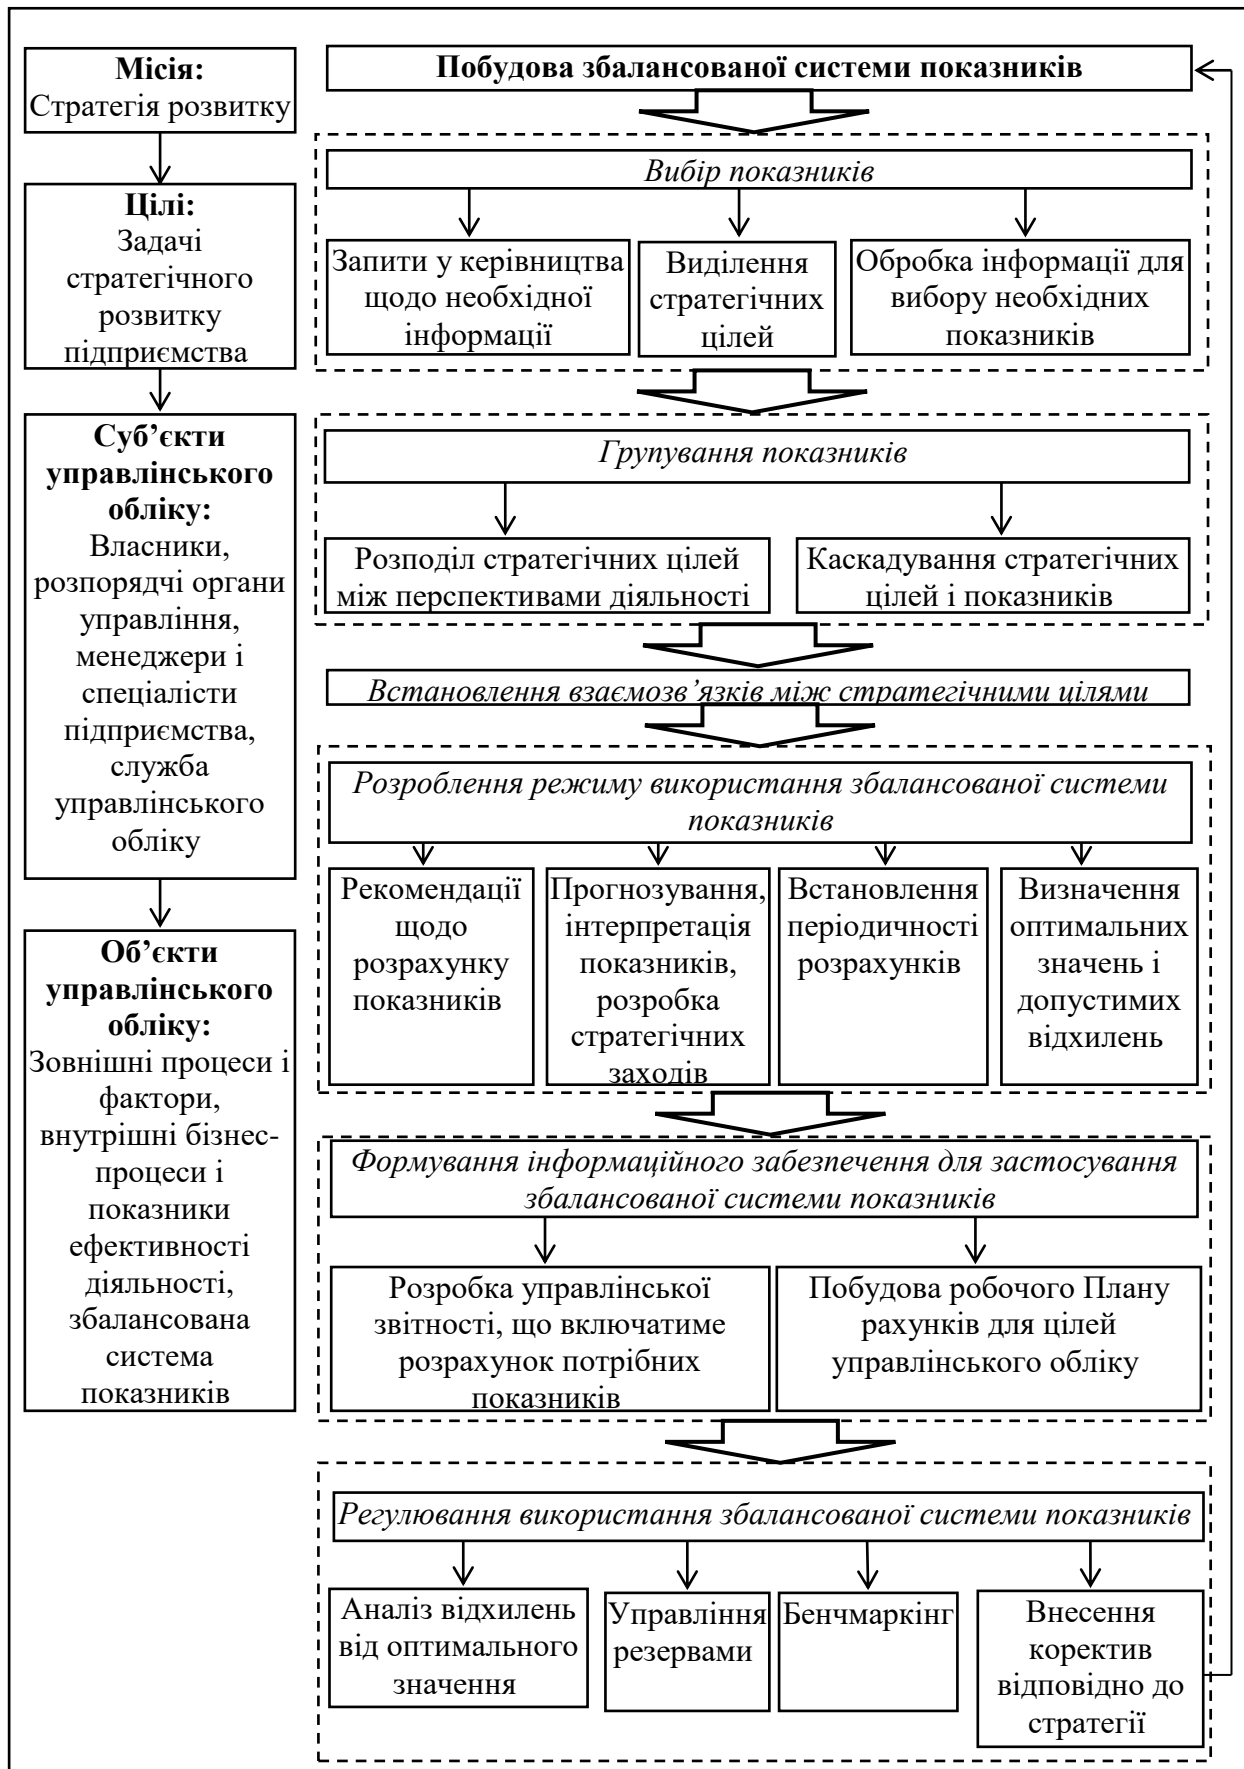 Місія:
Стратегія розвитку
Цілі:
Задачі
стратегічного
розвитку
підприємства
Суб’єкти
управлінського
обліку:
Власники,
розпорядчі органи
управління,
менеджери і
спеціалісти
підприємства,
служба
управлінського
обліку
Об’єкти
управлінського
обліку:
Зовнішні процеси і
фактори,
внутрішні бізнес-
процеси і
показники
ефективності
діяльності,
збалансована
система
показників
Побудова збалансованої системи показників
Вибір показників
Запити у керівництва
щодо необхідної
інформації
Виділення
стратегічних
цілей
Обробка інформації для
вибору необхідних
показників
Групування показників
Розподіл стратегічних цілей
між перспективами діяльності
Каскадування стратегічних
цілей і показників
Встановлення взаємозв’язків між стратегічними цілями
Розроблення режиму використання збалансованої системи
показників
Рекомендації
щодо
розрахунку
показників
Прогнозування,
інтерпретація
показників,
розробка
стратегічних
заходів
Встановлення
періодичності
розрахунків
Визначення
оптимальних
значень і
допустимих
відхилень
Формування інформаційного забезпечення для застосування
збалансованої системи показників
Розробка управлінської
звітності, що включатиме
розрахунок потрібних
показників
Побудова робочого Плану
рахунків для цілей
управлінського обліку
Регулювання використання збалансованої системи показників
Аналіз відхилень
від оптимального
значення
Управління
резервами
Бенчмаркінг
Внесення
коректив
відповідно до
стратегії